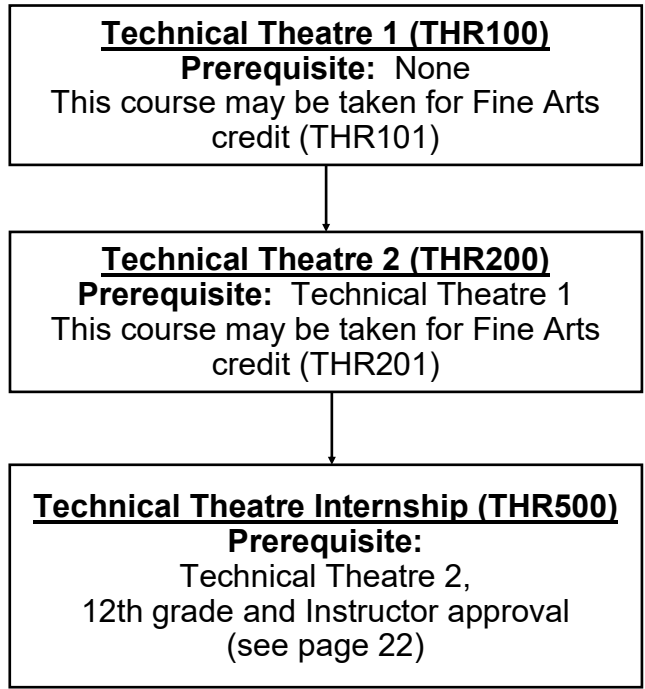 Technical Theatre 1 (THR100)
Prerequisite: None
This course may be taken for Fine Arts
credit (THR101)
Technical Theatre 2 (THR200)
Prerequisite: Technical Theatre 1
This course may be taken for Fine Arts
credit (THR201)
Technical Theatre Internship (THR500)
Prerequisite:
Technical Theatre 2,
12th grade and Instructor approval
(see page 22)